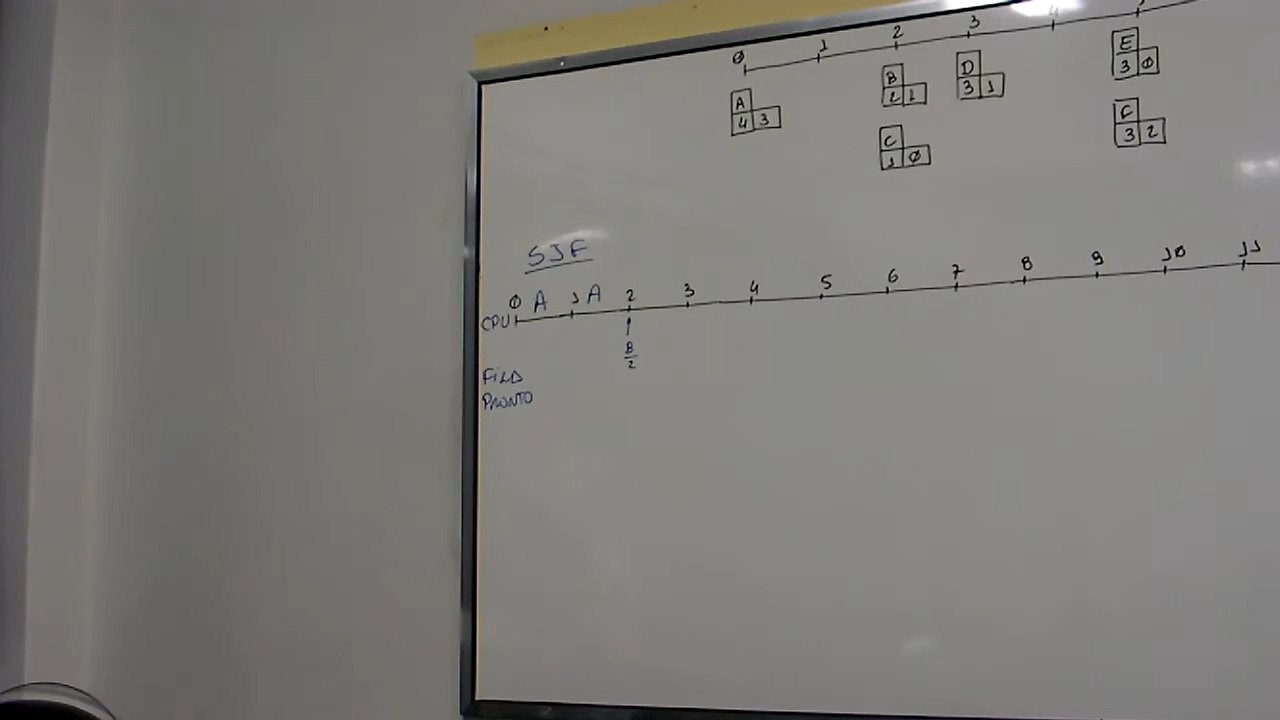 0 1 2 3 4
A
4 3
B
2 1
D
3 1
E
3 0
C
1 0
F
3 2
SJF
0 A 1 A 2 3 4 5 6 7 8 9 10 11
CPU
B
2
FILA
PRONTO